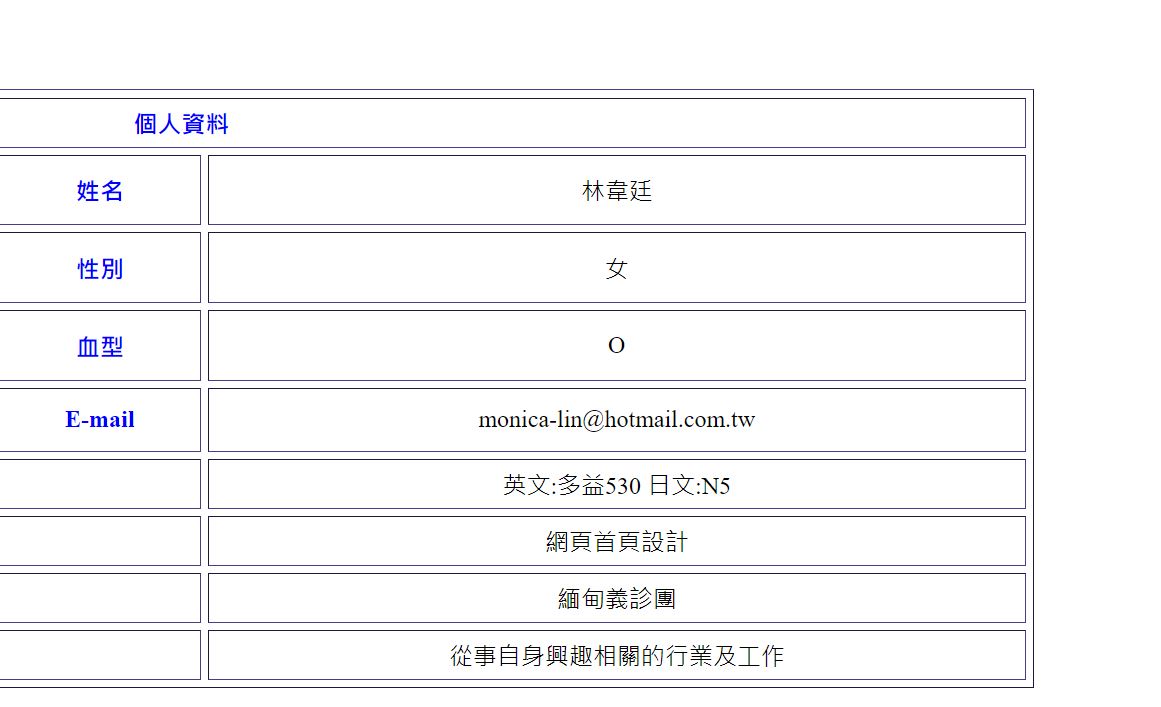 個人資料
姓名 林韋廷
性別 女
血型 O
E-mail monica-lin@hotmail.com.tw
英文:多益530 日文:N5
網頁首頁設計
緬甸義診團
從事自身興趣相關的行業及工作